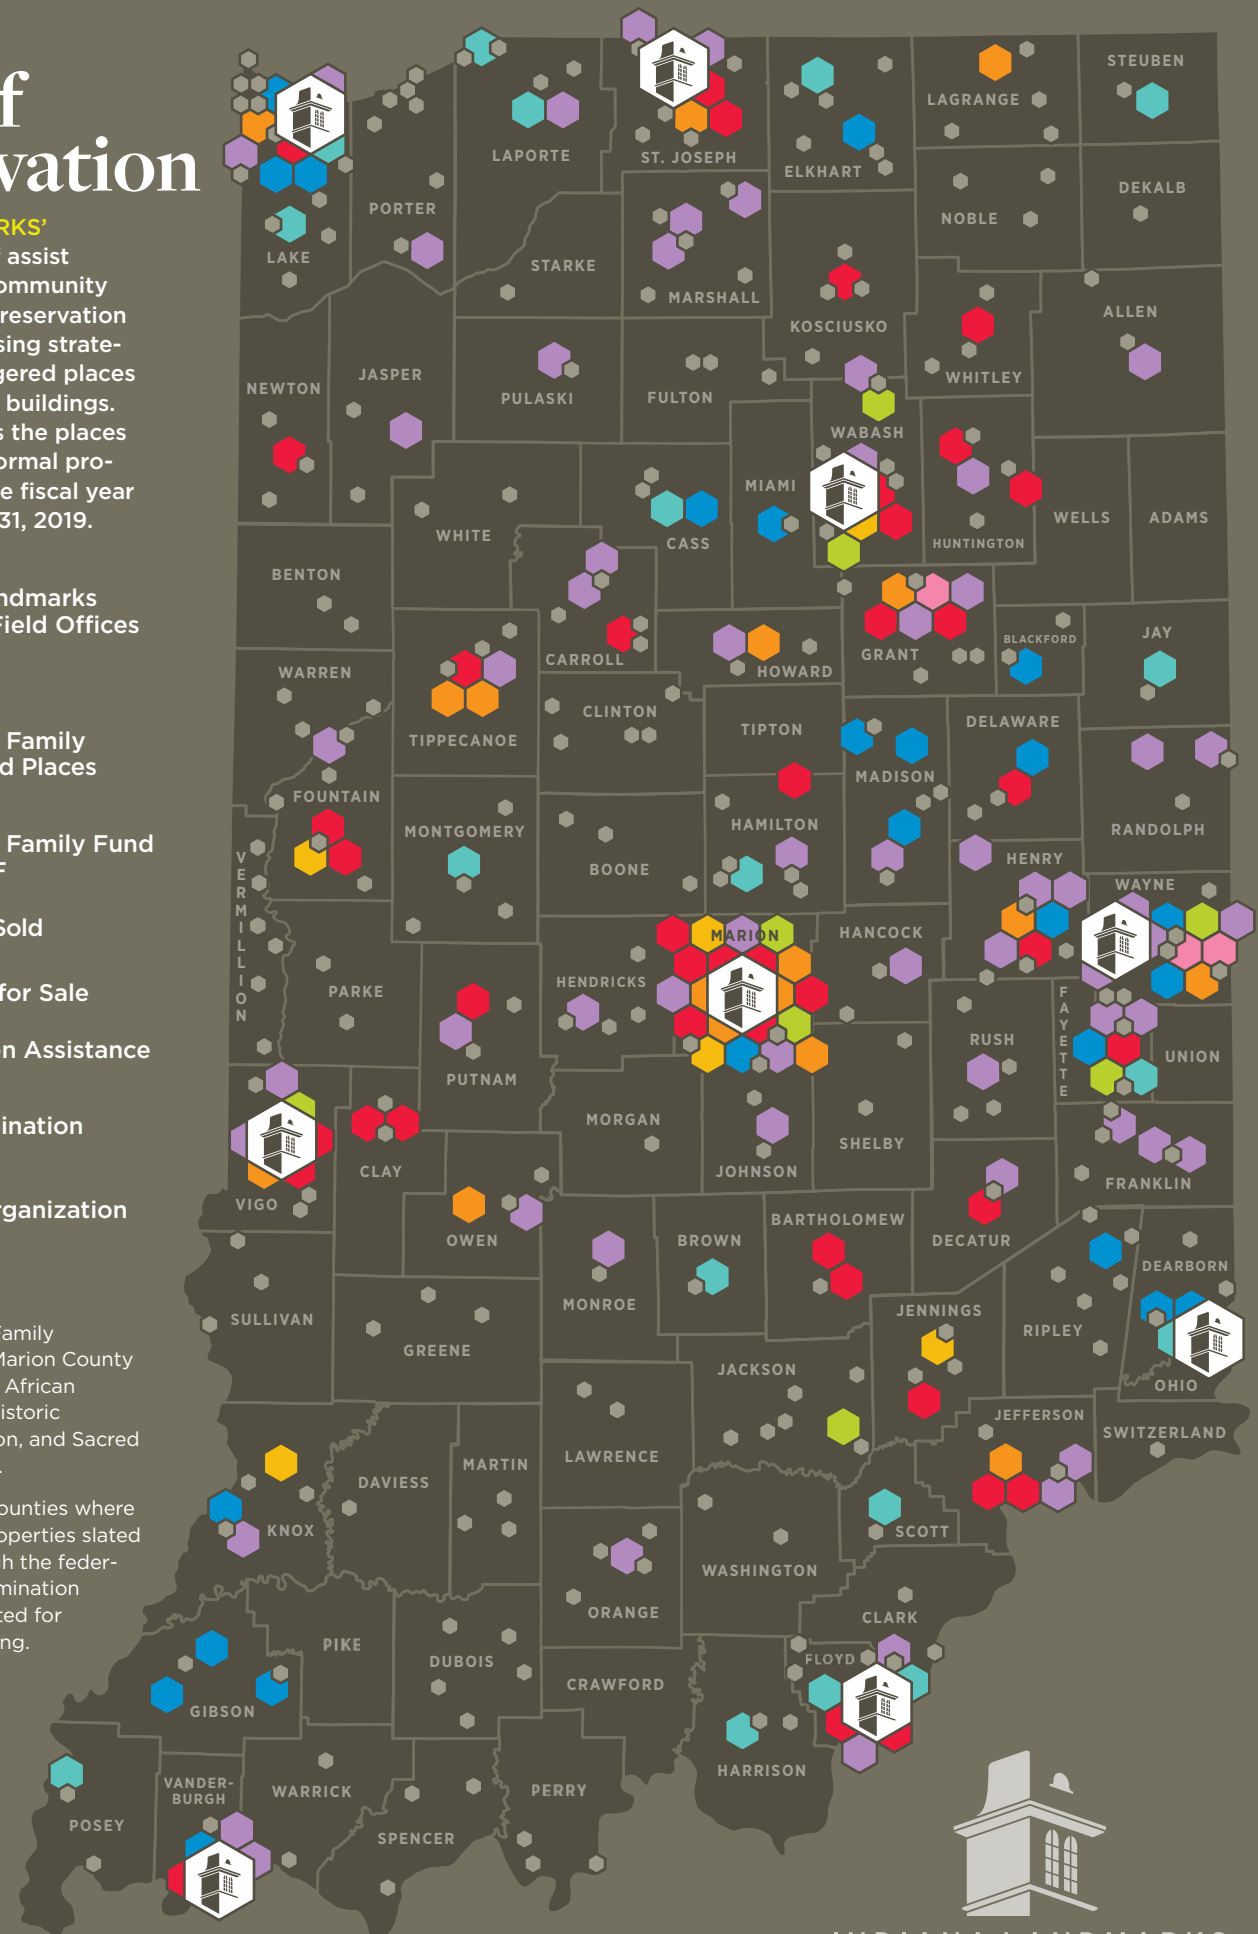 f
vation
RKS’
f assist
ommunity
reservation
sing strate-
gered places
buildings.
s the places
ormal pro-
e fiscal year
31, 2019.
ndmarks
Field Offices
Family
d Places
Family Fund
F
Sold
for Sale
on Assistance
ination
rganization
Family
Marion County
African
istoric
on, and Sacred
.
ounties where
operties slated
gh the feder-
mination
ted for
ng.
STEUBEN
LAGRANGE
LAPORTE
ST. JOSEPH
ELKHART
DEKALB
PORTER
NOBLE
LAKE
STARKE
MARSHALL
ALLEN
KOSCIUSKO
JASPER
WHITLEY
NEWTON
PULASKI
FULTON
WABASH
MIAMI
WELLS
ADAMS
WHITE
CASS
HUNTINGTON
BENTON
JAY
BLACKFORD
CARROLL
GRANT
WARREN
HOWARD
CLINTON
DELAWARE
TIPTON
TIPPECANOE
MADISON
FOUNTAIN
HAMILTON
MONTGOMERY
RANDOLPH
HENRY
BOONE
WAYNE
VERMILLION
MARION
HANCOCK
HENDRICKS
PARKE
FAYETTE
RUSH
UNION
PUTNAM
MORGAN
SHELBY
CLAY
JOHNSON
FRANKLIN
VIGO
BARTHOLOMEW
OWEN
BROWN
DECATUR
DEARBORN
MONROE
JENNINGS
SULLIVAN
RIPLEY
GREENE
JACKSON
OHIO
JEFFERSON
SWITZERLAND
LAWRENCE
MARTIN
DAVIESS
KNOX
SCOTT
WASHINGTON
ORANGE
CLARK
PIKE
FLOYD
DUBOIS
CRAWFORD
GIBSON
HARRISON
VANDER-
BURGH
WARRICK
PERRY
POSEY
SPENCER
INDIANA LANDMARKS